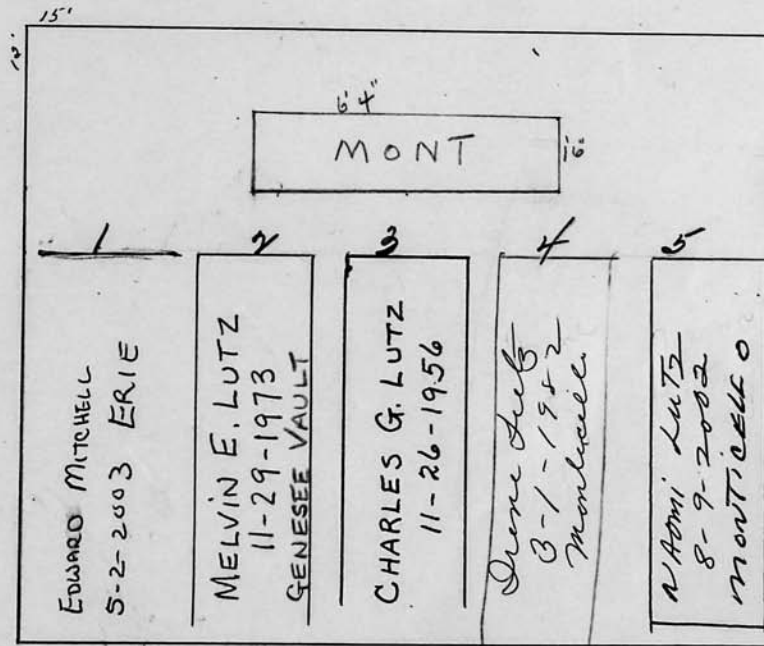 15'
10'
6' 4"
MONT
1'6"
1
2
3
4
5
EDWARD MITCHELL
5-2-2003 ERIE
MELVIN E. LUTZ
11-29-1973
GENESEE VAULT
CHARLES G. LUTZ
11-26-1956
Irene Lutz
3-1-1982
Monticello
NAOMI LUTZ
8-9-2002
MONTICELLO